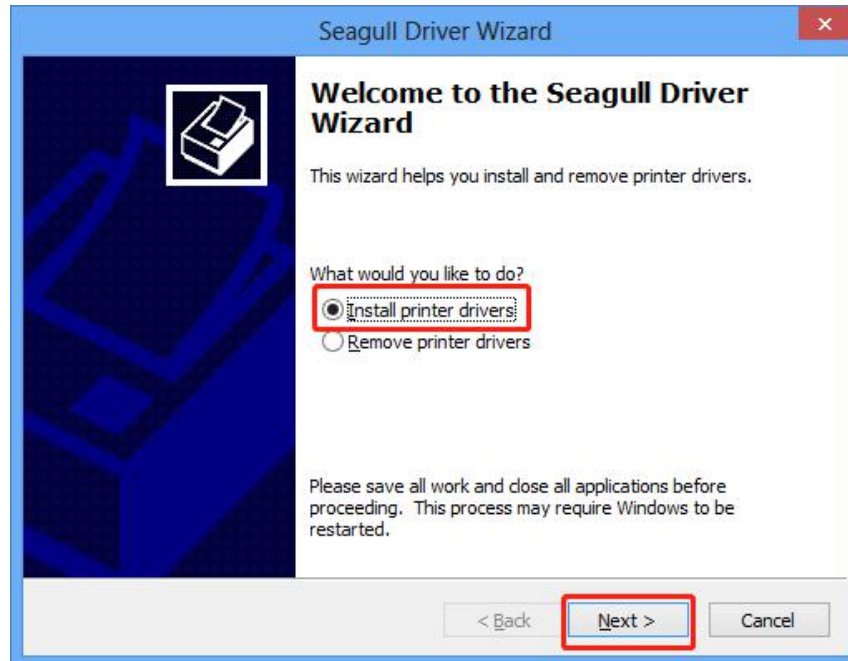 Seagull Driver Wizard
Welcome to the Seagull Driver
Wizard
This wizard helps you install and remove printer drivers.
What would you like to do?
Install printer drivers
Remove printer drivers
Please save all work and close all applications before
proceeding. This process may require Windows to be
restarted.
< Back Next > Cancel